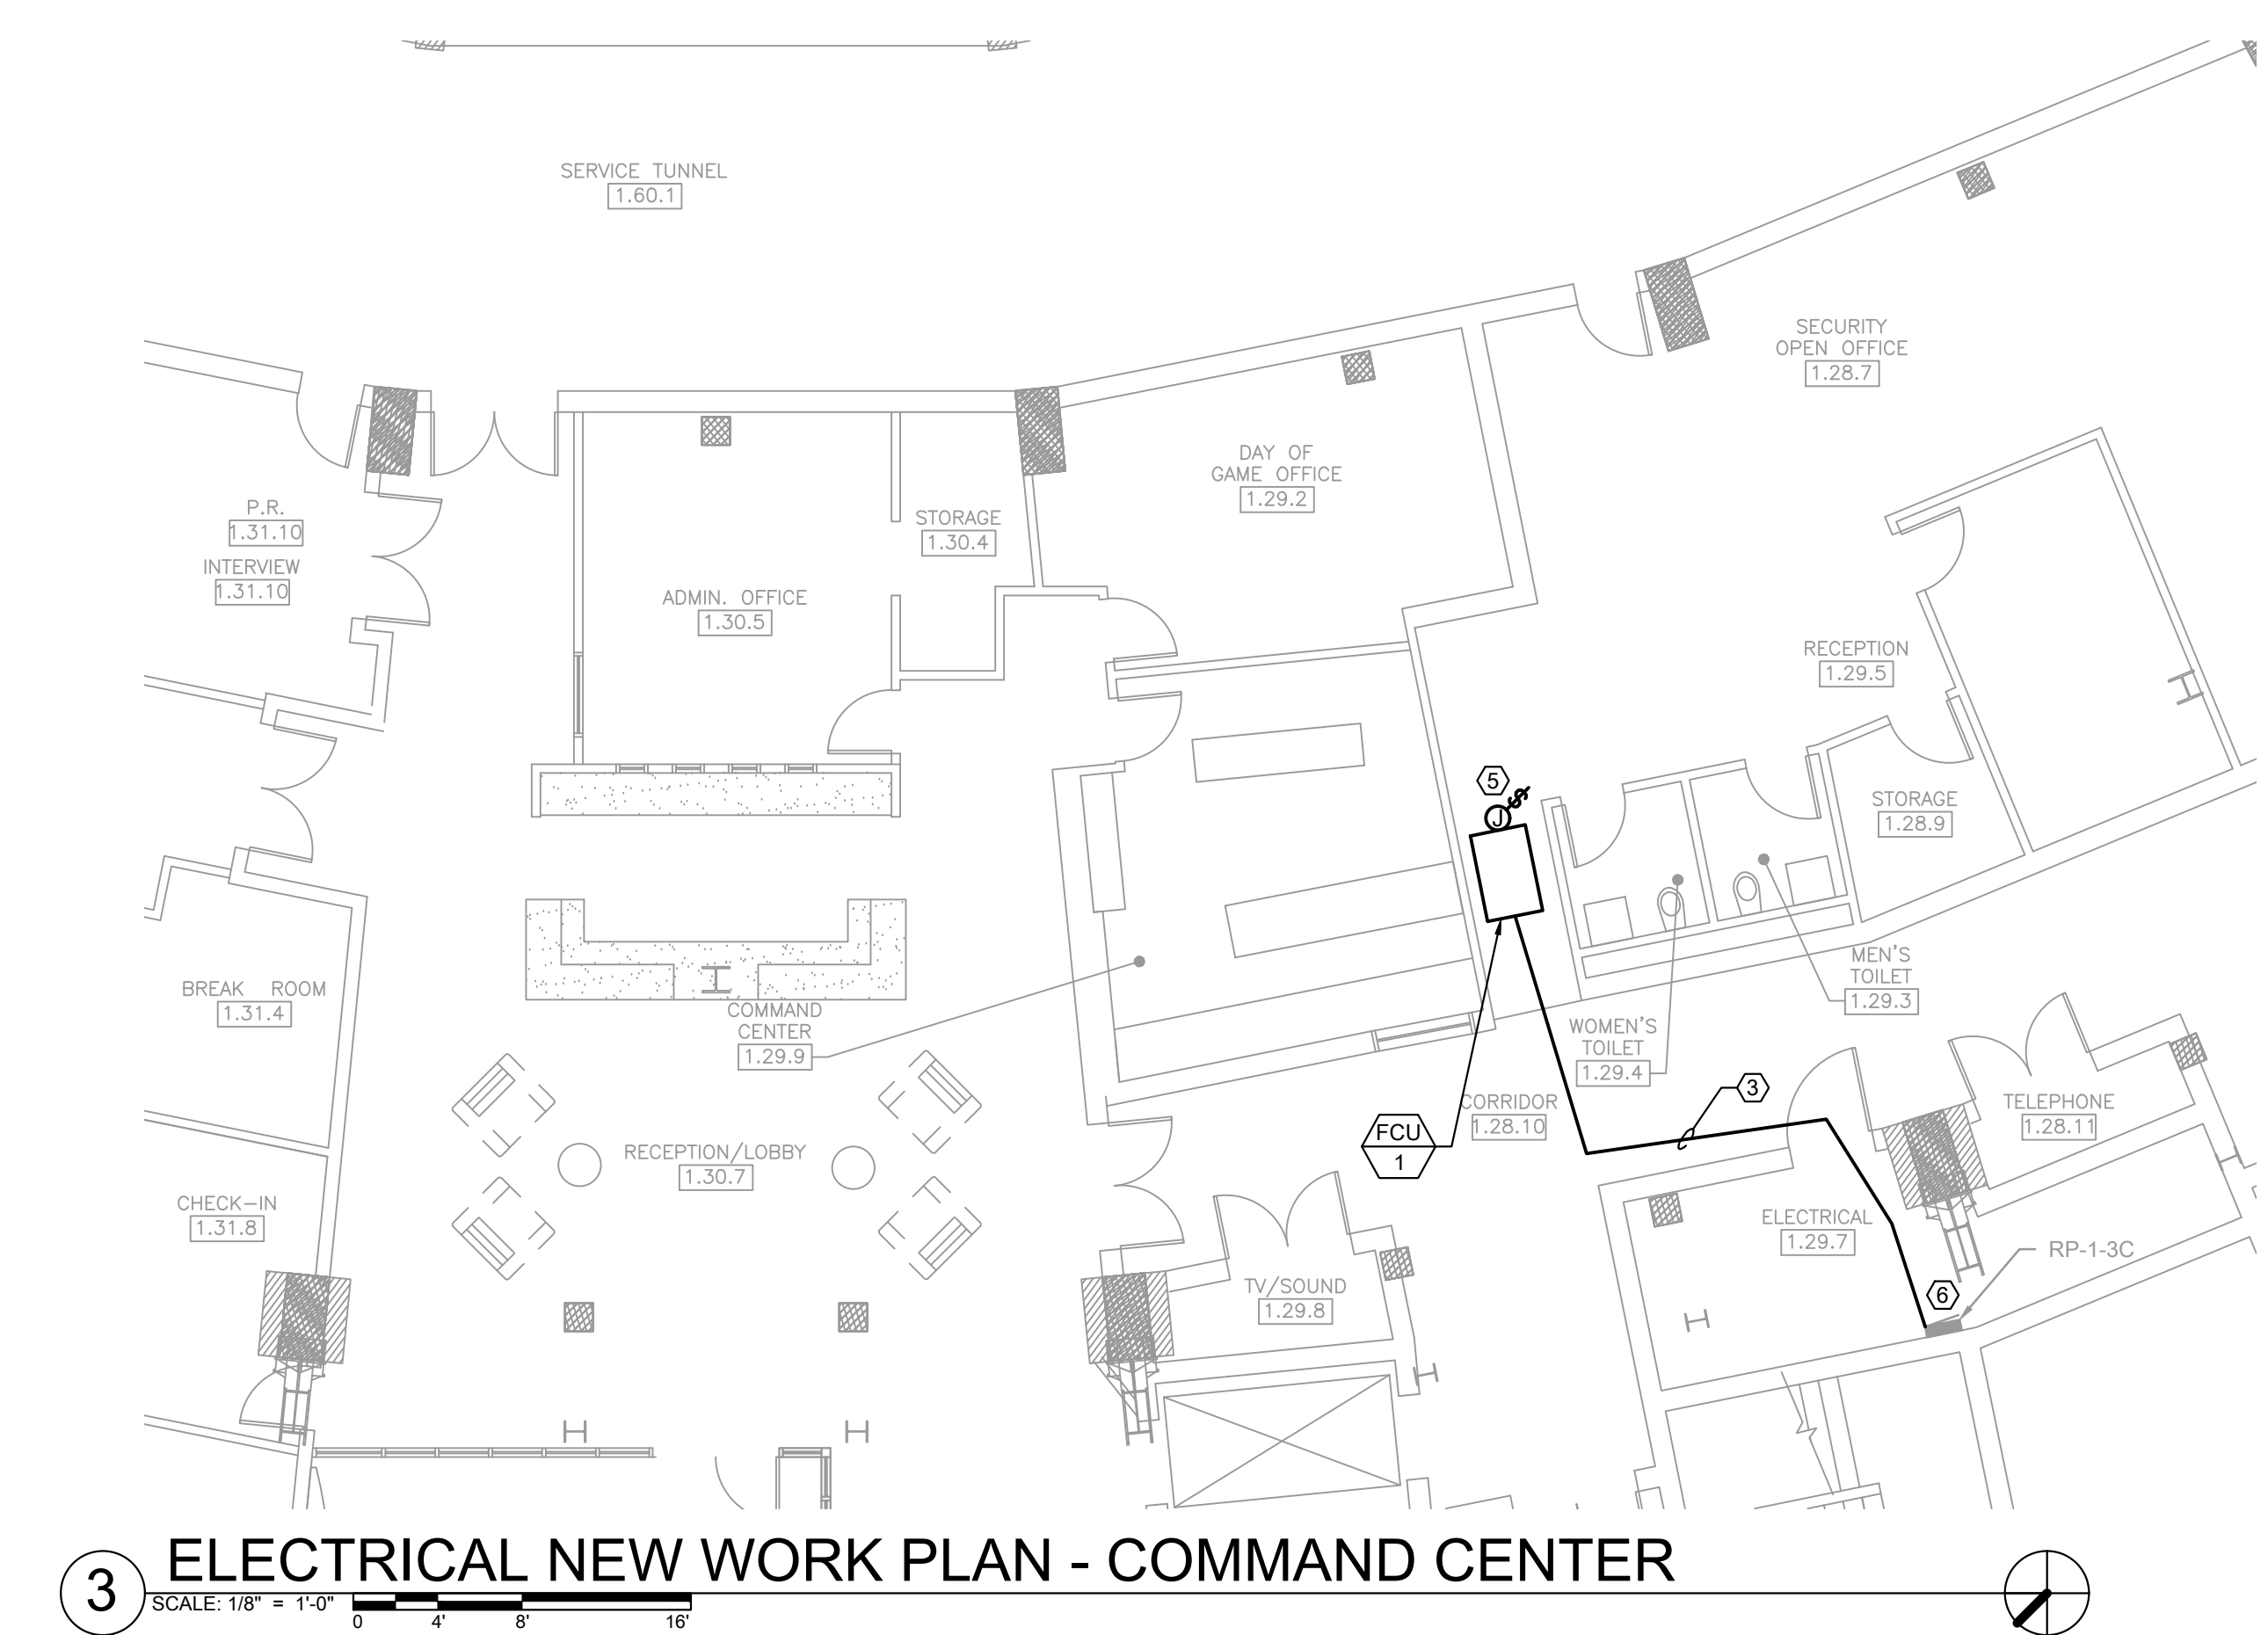 SERVICE TUNNEL
1.60.1
SECURITY
OPEN OFFICE
1.28.7
DAY OF
GAME OFFICE
1.29.2
P.R.
1.31.10
INTERVIEW
1.31.10
STORAGE
1.30.4
ADMIN. OFFICE
1.30.5
RECEPTION
1.29.5
5
J
$
STORAGE
1.28.9
BREAK ROOM
1.31.4
COMMAND
CENTER
1.29.9
MEN'S
TOILET
1.29.3
WOMEN'S
TOILET
1.29.4
3
CORRIDOR
1.28.10
TELEPHONE
1.28.11
FCU
1
RECEPTION/LOBBY
1.30.7
CHECK-IN
1.31.8
ELECTRICAL
1.29.7
RP-1-3C
6
TV/SOUND
1.29.8
3
ELECTRICAL NEW WORK PLAN - COMMAND CENTER
SCALE: 1/8" = 1'-0"
0 4' 8' 16'